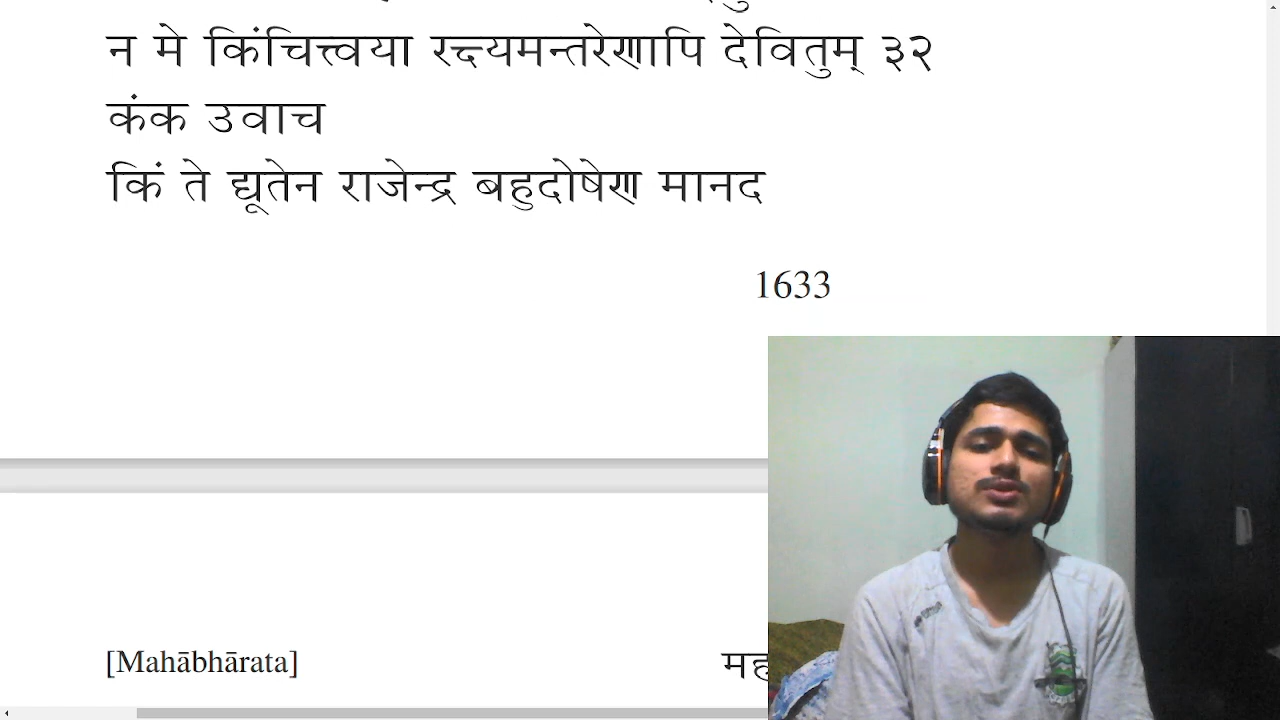 न मे किंचित्त्वया रक्ष्यमन्तरेणापि देवितुम् ३२
कंक उवाच
किं ते द्यूतेन राजेन्द्र बहुदोषेण मानद
1633
[Mahābhārata]